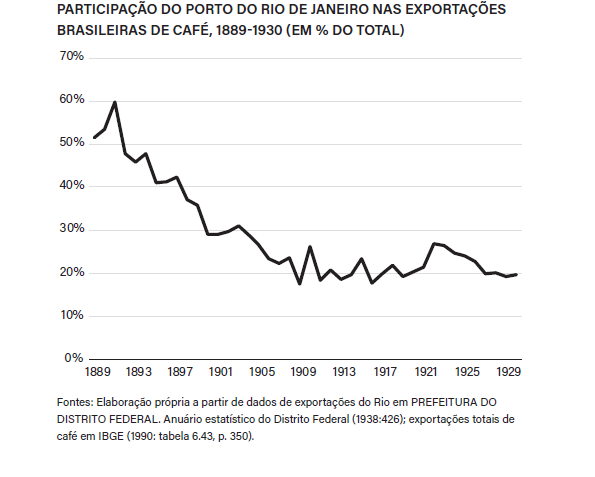 PARTICIPAÇÃO DO PORTO DO RIO DE JANEIRO NAS EXPORTAÇÕES
BRASILEIRAS DE CAFÉ, 1889-1930 (EM % DO TOTAL)
70%
60%
50%
40%
30%
20%
10%
0%
1889 1893 1897 1901 1905 1909 1913 1917 1921 1925 1929
Fontes: Elaboração própria a partir de dados de exportações do Rio em PREFEITURA DO
DISTRITO FEDERAL. Anuário estatístico do Distrito Federal (1938:426); exportações totais de
café em IBGE (1990: tabela 6.43, p. 350).